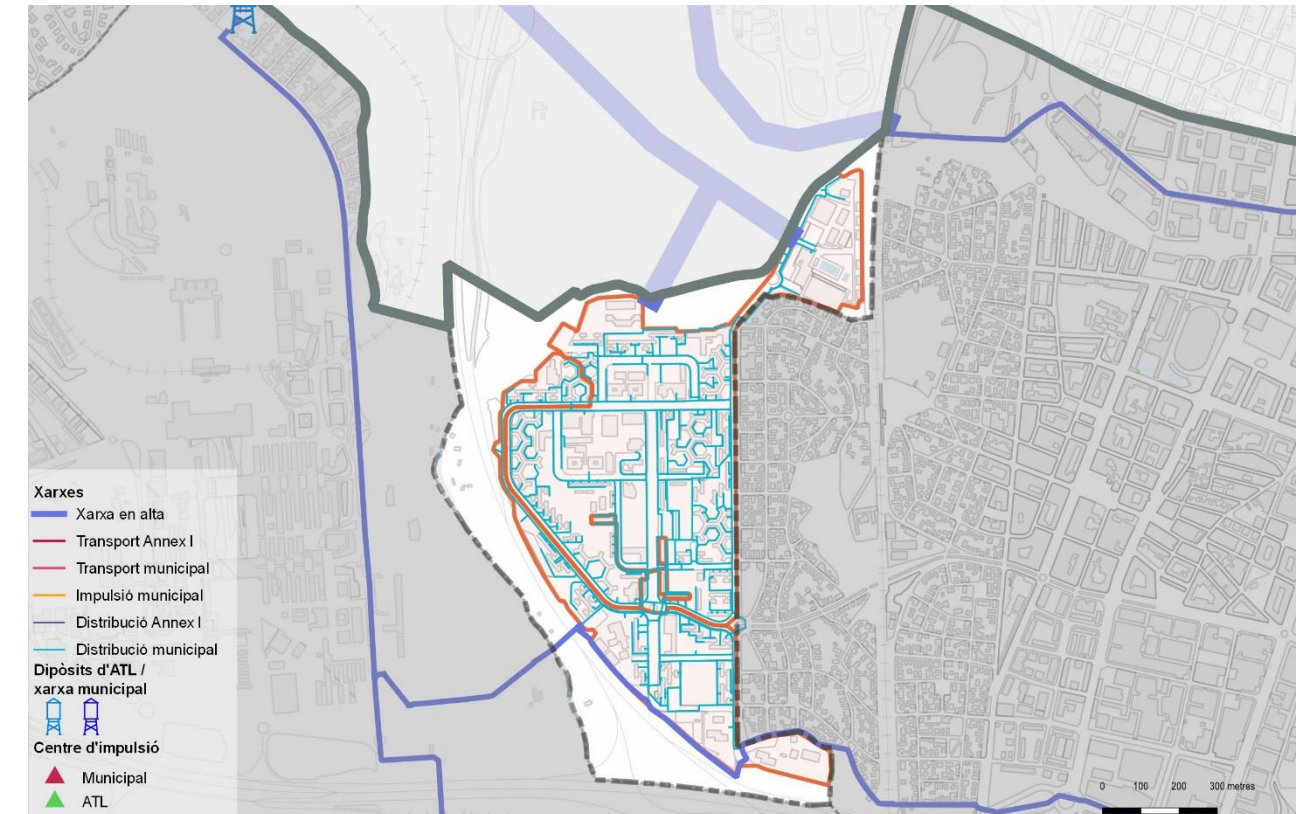 Xarxes
Xarxa en alta
Transport Annex I
Transport municipal
Impulsió municipal
Distribució Annex I
Distribució municipal
Dipòsits d'ATL /
xarxa municipal
Centre d'impulsió
Municipal
ATL
0 100 200 300 metres